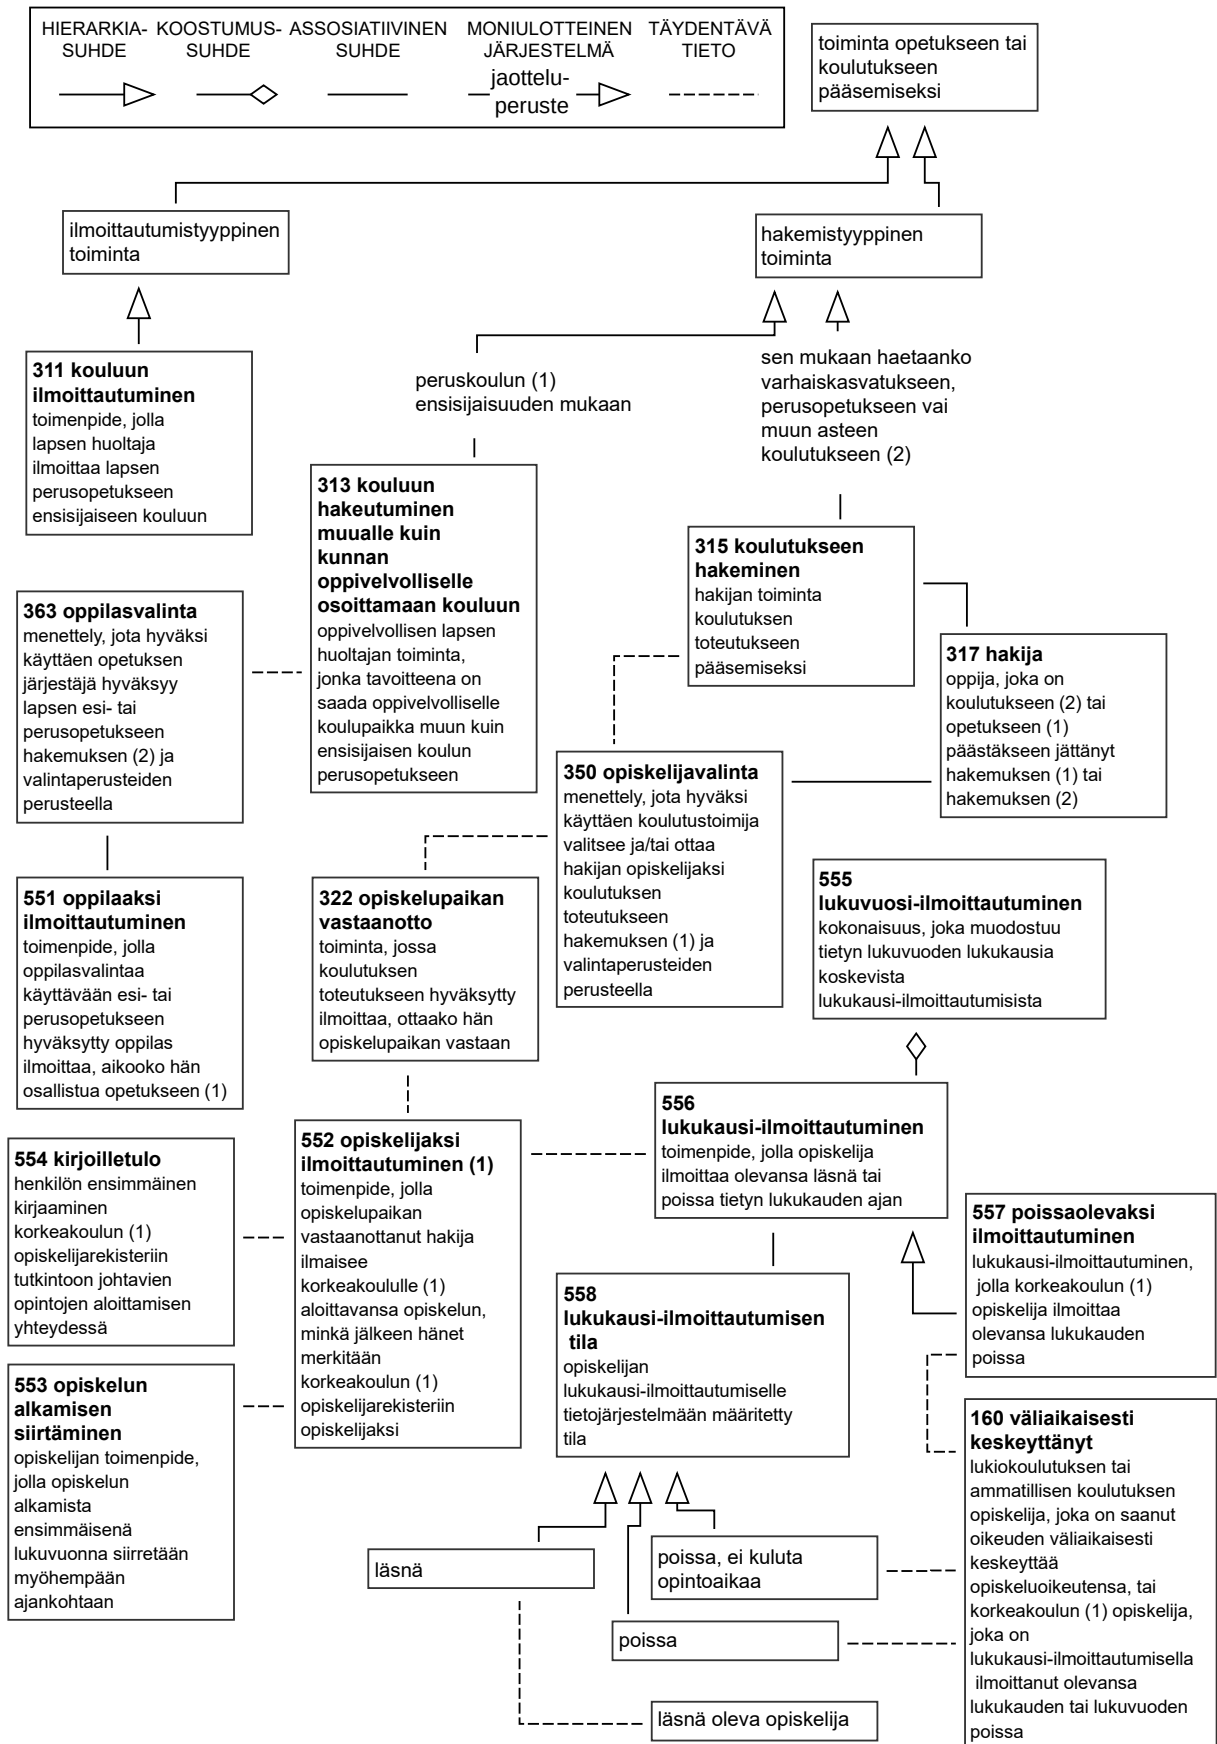 HIERARKIA-
SUHDE
KOOSTUMUS-
SUHDE
ASSOSIATIIVINEN
SUHDE
MONIULOTTEINEN
JÄRJESTELMÄ
jaottelu-
peruste
TÄYDENTÄVÄ
TIETO
toiminta opetukseen tai
koulutukseen
pääsemiseksi
ilmoittautumistyyppinen
toiminta
hakemistyyppinen
toiminta
311 kouluun
ilmoittautuminen
toimenpide, jolla
lapsen huoltaja
ilmoittaa lapsen
perusopetukseen
ensisijaiseen kouluun
peruskoulun (1)
ensisijaisuuden mukaan
sen mukaan haetaanko
varhaiskasvatukseen,
perusopetukseen vai
muun asteen
koulutukseen (2)
313 kouluun
hakeutuminen
muualle kuin
kunnan
oppivelvolliselle
osoittamaan kouluun
oppivelvollisen lapsen
huoltajan toiminta,
jonka tavoitteena on
saada oppivelvolliselle
koulupaikka muun kuin
ensisijaisen koulun
perusopetukseen
315 koulutukseen
hakeminen
hakijan toiminta
koulutuksen
toteutukseen
pääsemiseksi
363 oppilasvalinta
menettely, jota hyväksi
käyttäen opetuksen
järjestäjä hyväksyy
lapsen esi- tai
perusopetukseen
hakemuksen (2) ja
valintaperusteiden
perusteella
317 hakija
oppija, joka on
koulutukseen (2) tai
opetukseen (1)
päästäkseen jättänyt
hakemuksen (1) tai
hakemuksen (2)
350 opiskelijavalinta
menettely, jota hyväksi
käyttäen koulutustoimija
valitsee ja/tai ottaa
hakijan opiskelijaksi
koulutuksen
toteutukseen
hakemuksen (1) ja
valintaperusteiden
perusteella
551 oppilaaksi
ilmoittautuminen
toimenpide, jolla
oppilasvalintaa
käyttävään esi- tai
perusopetukseen
hyväksytty oppilas
ilmoittaa, aikooko hän
osallistua opetukseen (1)
322 opiskelupaikan
vastaanotto
toiminta, jossa
koulutuksen
toteutukseen hyväksytty
ilmoittaa, ottaako hän
opiskelupaikan vastaan
555
lukuvuosi-ilmoittautuminen
kokonaisuus, joka muodostuu
tietyn lukuvuoden lukukausia
koskevista
lukukausi-ilmoittautumisista
556
lukukausi-ilmoittautuminen
toimenpide, jolla opiskelija
ilmoittaa olevansa läsnä tai
poissa tietyn lukukauden ajan
554 kirjoilletulo
henkilön ensimmäinen
kirjaaminen
korkeakoulun (1)
opiskelijarekisteriin
tutkintoon johtavien
opintojen aloittamisen
yhteydessä
552 opiskelijaksi
ilmoittautuminen (1)
toimenpide, jolla
opiskelupaikan
vastaanottanut hakija
ilmaisee
korkeakoululle (1)
aloittavansa opiskelun,
minkä jälkeen hänet
merkitään
korkeakoulun (1)
opiskelijarekisteriin
opiskelijaksi
557 poissaolevaksi
ilmoittautuminen
lukukausi-ilmoittautuminen,
jolla korkeakoulun (1)
opiskelija ilmoittaa
olevansa lukukauden
poissa
558
lukukausi-ilmoittautumisen
tila
opiskelijan
lukukausi-ilmoittautumiselle
tietojärjestelmään määritetty
tila
553 opiskelun
alkamisen
siirtäminen
opiskelijan toimenpide,
jolla opiskelun
alkamista
ensimmäisenä
lukuvuonna siirretään
myöhempään
ajankohtaan
160 väliaikaisesti
keskeyttänyt
lukiokoulutuksen tai
ammatillisen koulutuksen
opiskelija, joka on saanut
oikeuden väliaikaisesti
keskeyttää
opiskeluoikeutensa, tai
korkeakoulun (1) opiskelija,
joka on
lukukausi-ilmoittautumisella
ilmoittanut olevansa
lukukauden tai lukuvuoden
poissa
läsnä
poissa, ei kuluta
opintoaikaa
poissa
läsnä oleva opiskelija